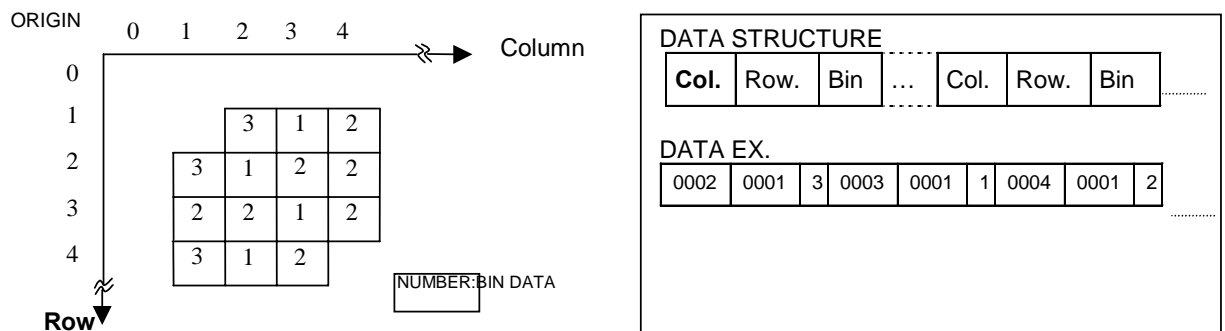 ORIGIN
0 1 2 3 4
Column
0
1
3 1 2
2
3 1 2 2
3
2 2 1 2
4
3 1 2
NUMBER:BIN DATA
Row
DATA STRUCTURE
Col. Row. Bin ... Col. Row. Bin
DATA EX.
0002 0001 3 0003 0001 1 0004 0001 2